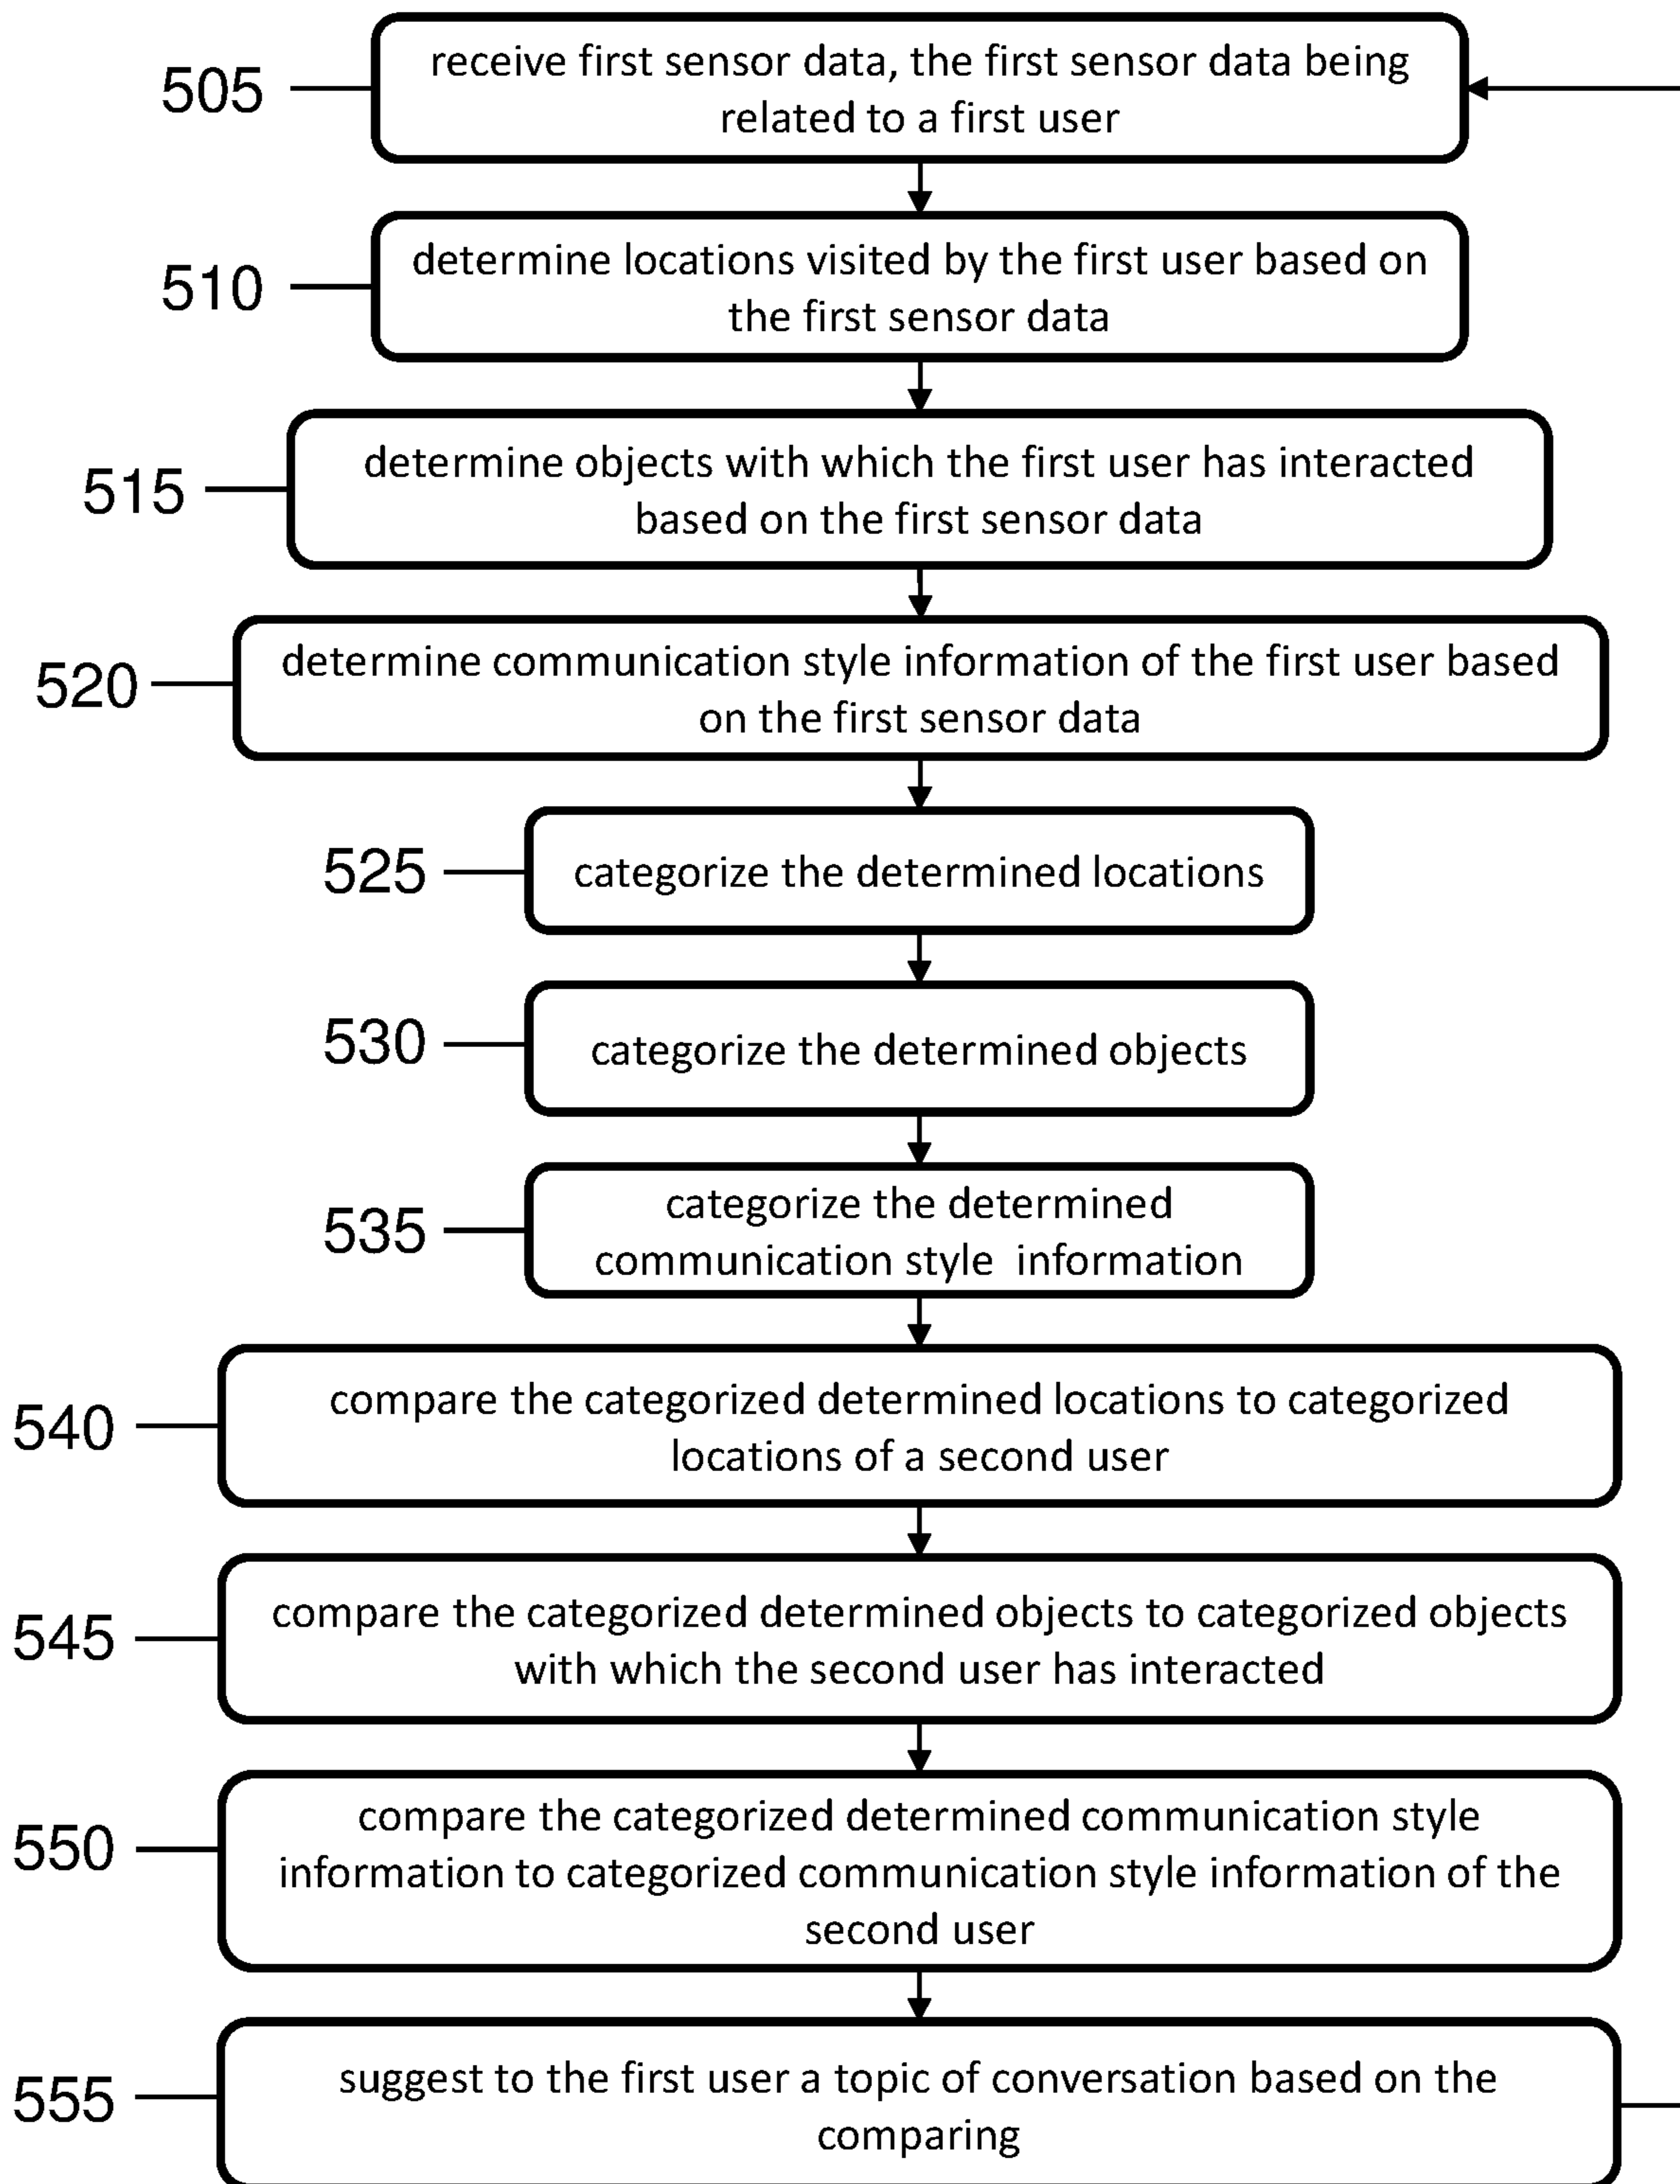 505
receive first sensor data, the first sensor data being
related to a first user
510
determine locations visited by the first user based on
the first sensor data
515
determine objects with which the first user has interacted
based on the first sensor data
520
determine communication style information of the first user based
on the first sensor data
525
categorize the determined locations
530
categorize the determined objects
535
categorize the determined
communication style  information
540
compare the categorized determined locations to categorized
locations of a second user
545
compare the categorized determined objects to categorized objects
with which the second user has interacted
550
compare the categorized determined communication style
information to categorized communication style information of the
second user
555
suggest to the first user a topic of conversation based on the
comparing